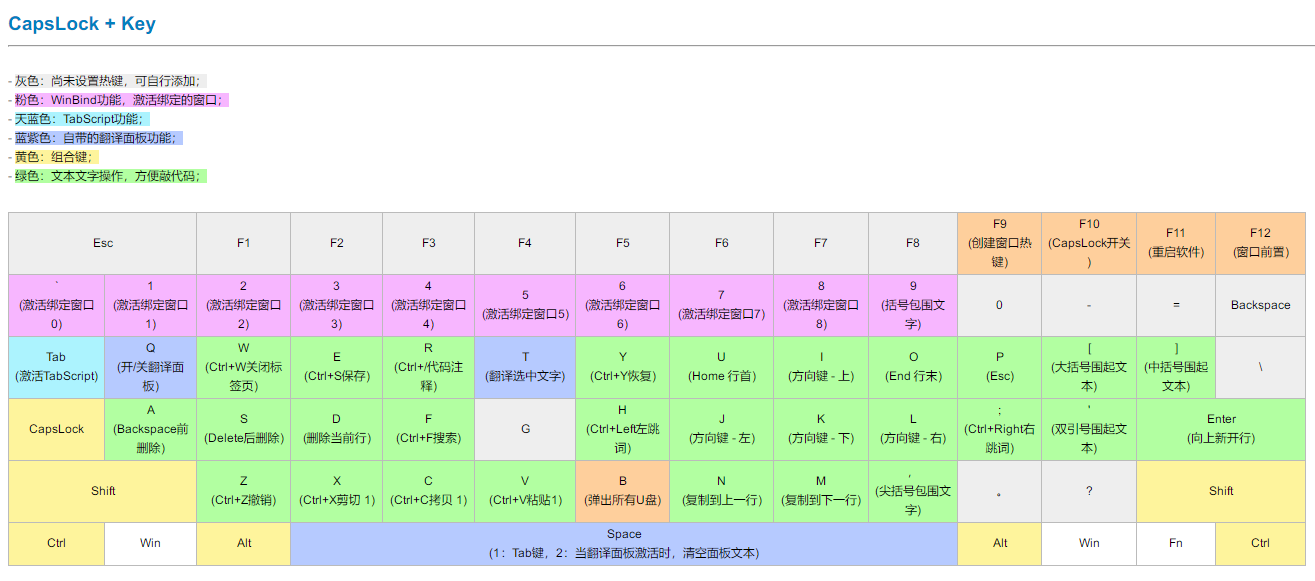 CapsLock + Key
- 灰色：尚未设置热键，可自行添加；
- 粉色：WinBind功能，激活绑定的窗口；
- 天蓝色：TabScript功能；
- 蓝紫色：自带的翻译面板功能；
- 黄色：组合键；
- 绿色：文本文字操作，方便敲代码；
Esc
F1
F2
F3
F4
F5
F6
F7
F8
F9
(创建窗口热
键)
F10
(CapsLock开关
)
F11
(重启软件)
F12
(窗口前置)
`
(激活绑定窗口
0)
1
(激活绑定窗口
1)
2
(激活绑定窗口
2)
3
(激活绑定窗口
3)
4
(激活绑定窗口
4)
5
(激活绑定窗口5)
6
(激活绑定窗口
6)
7
(激活绑定窗口7)
8
(激活绑定窗口
8)
9
(括号包围文
字)
0
-
=
Backspace
Tab
(激活TabScript)
Q
(开/关翻译面
板)
W
(Ctrl+W关闭标
签页)
E
(Ctrl+S保存)
R
(Ctrl+/代码注
释)
T
(翻译选中文字)
Y
(Ctrl+Y恢复)
U
(Home 行首)
I
(方向键 - 上)
O
(End 行末)
P
(Esc)
[
(大括号围起文
本)
]
(中括号围起
文本)
\
CapsLock
A
(Backspace前
删除)
S
(Delete后删除)
D
(删除当前行)
F
(Ctrl+F搜索)
G
H
(Ctrl+Left左跳
词)
J
(方向键 - 左)
K
(方向键 - 下)
L
(方向键 - 右)
;
(Ctrl+Right右
跳词)
'
(双引号围起文
本)
Enter
(向上新开行)
Shift
Z
(Ctrl+Z撤销)
X
(Ctrl+X剪切 1)
C
(Ctrl+C拷贝 1)
V
(Ctrl+V粘贴1)
B
(弹出所有U盘)
N
(复制到上一行)
M
(复制到下一行)
,
(尖括号包围文
字)
。
?
Shift
Ctrl
Win
Alt
Space
(1：Tab键，2：当翻译面板激活时，清空面板文本)
Alt
Win
Fn
Ctrl